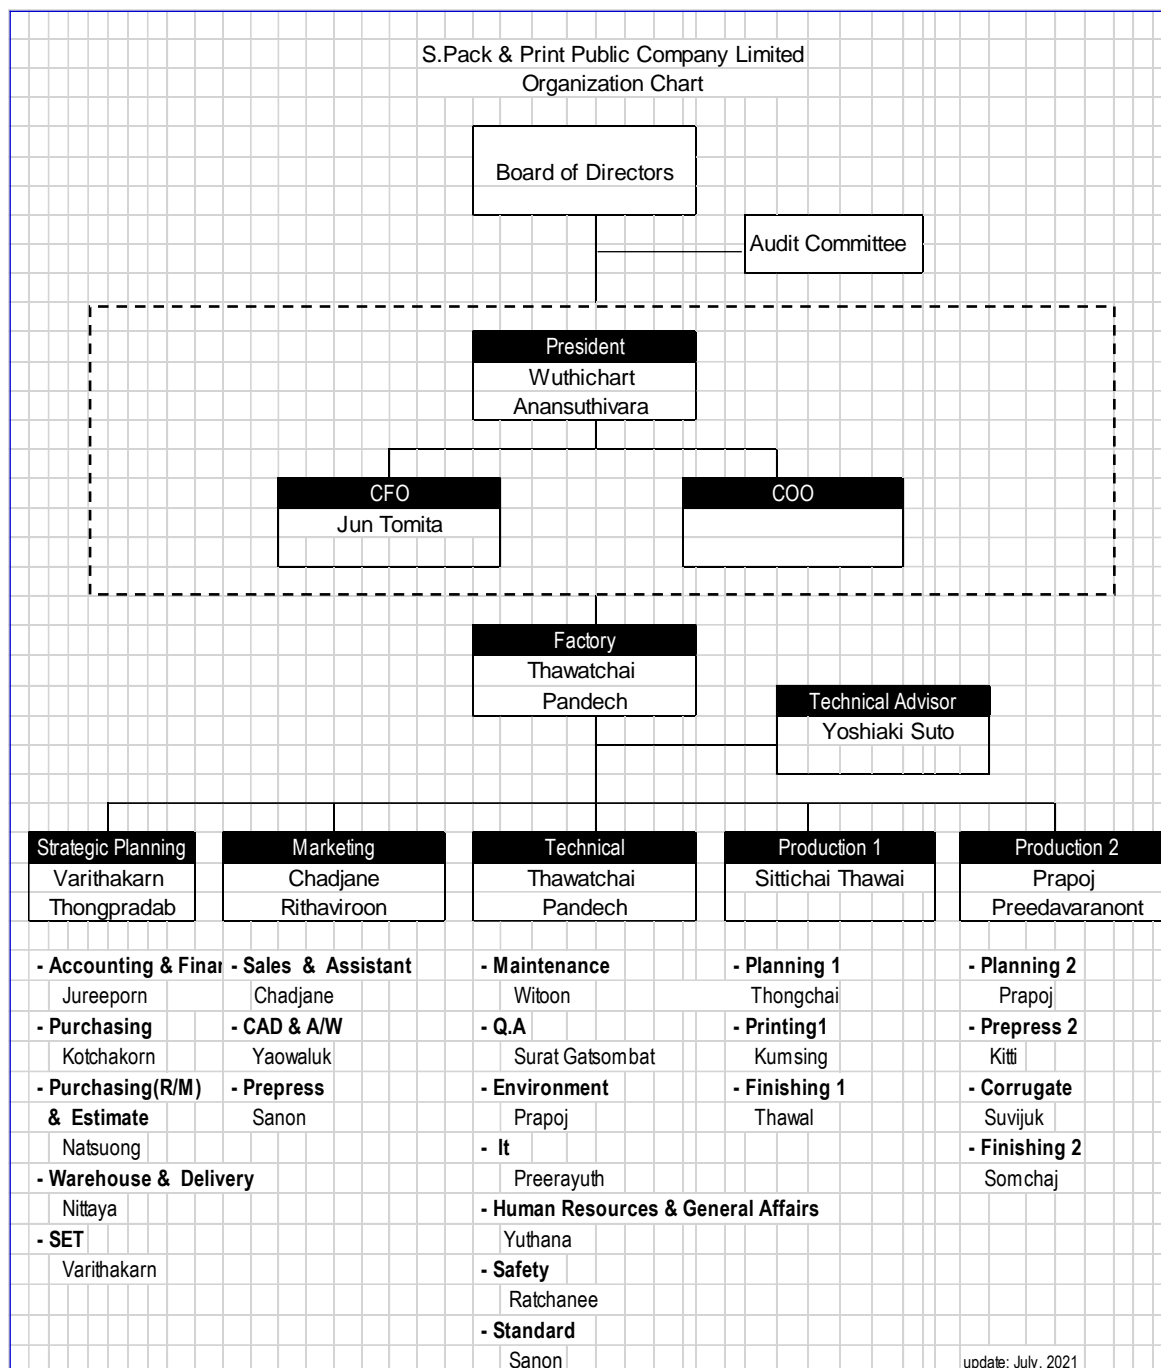 S.Pack & Print Public Company Limited
Organization Chart
Board of Directors
Audit Committee
President
Wuthichart
Anansuthivara
CFO
Jun Tomita
COO
Factory
Thawatchai
Pandech
Technical Advisor
Yoshiaki Suto
Strategic Planning
Varithakarn
Thongpradab
Marketing
Chadjane
Rithaviroon
Technical
Thawatchai
Pandech
Production 1
Sittichai Thawai
Production 2
Prapoj
Preedavaranont
- Accounting & Finar
Jureeporn
- Purchasing
Kotchakorn
- Purchasing(R/M)
& Estimate
Natsuong
- Warehouse & Delivery
Nittaya
- SET
Varithakarn
- Sales & Assistant
Chadjane
- CAD & A/W
Yaowaluk
- Prepress
Sanon
- Maintenance
Witoon
- Q.A
Surat Gatsombat
- Environment
Prapoj
- It
Preerayuth
- Human Resources & General Affairs
Yuthana
- Safety
Ratchanee
- Standard
Sanon
- Planning 1
Thongchai
- Printing1
Kumsing
- Finishing 1
Thawal
- Planning 2
Prapoj
- Prepress 2
Kitti
- Corrugate
Suvijuk
- Finishing 2
Somchaj
update: July, 2021